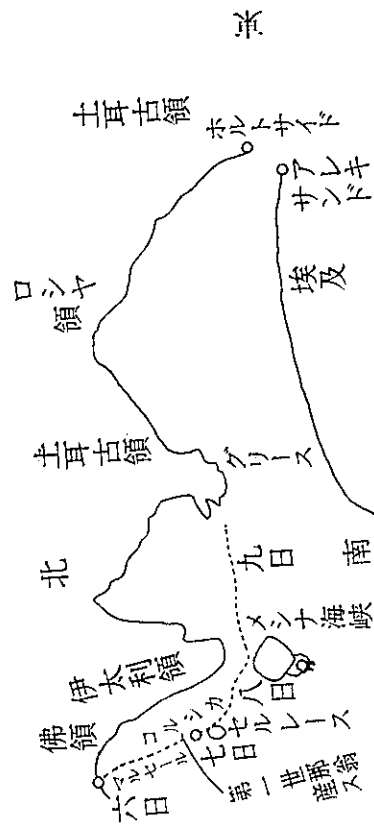 東
土耳古領
ホルトサイド
アレキ
サンド
埃及
ロシヤ
領
土耳古領
グリース
北
南
九日
メシナ海峡
伊太利領
八日
コルシカ
セルレース
七日
佛領
マルセール
六日
第一世那翁
産ス